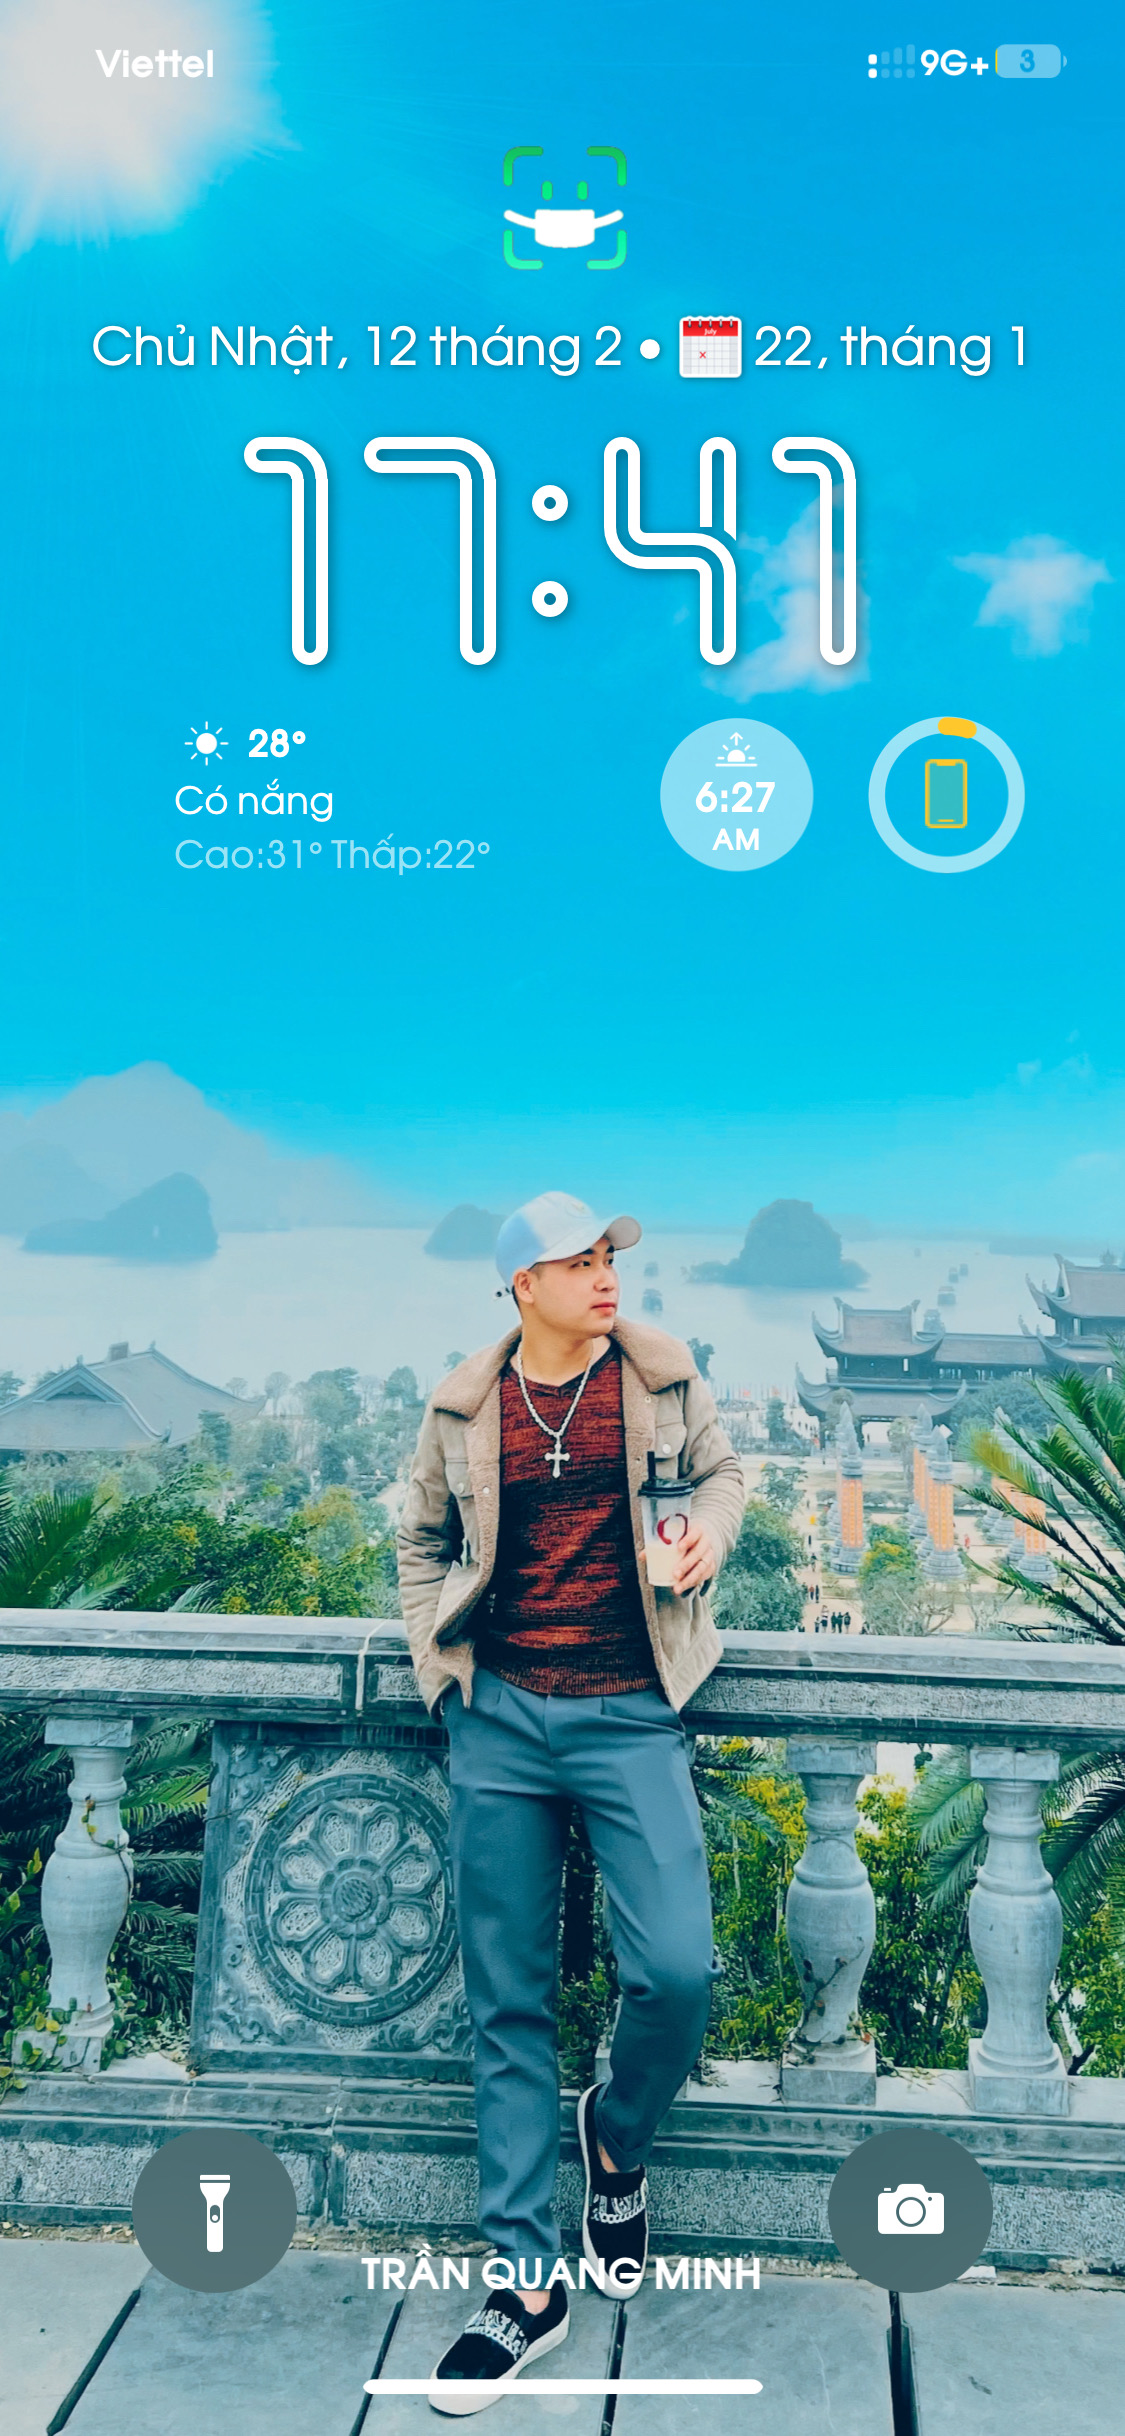 Viettel
9G+ 3
Chủ Nhật, 12 tháng 2 • July 22, tháng 1
17:41
28°
Có nắng
Cao:31° Thấp:22°
6:27
AM
TRẦN QUANG MINH